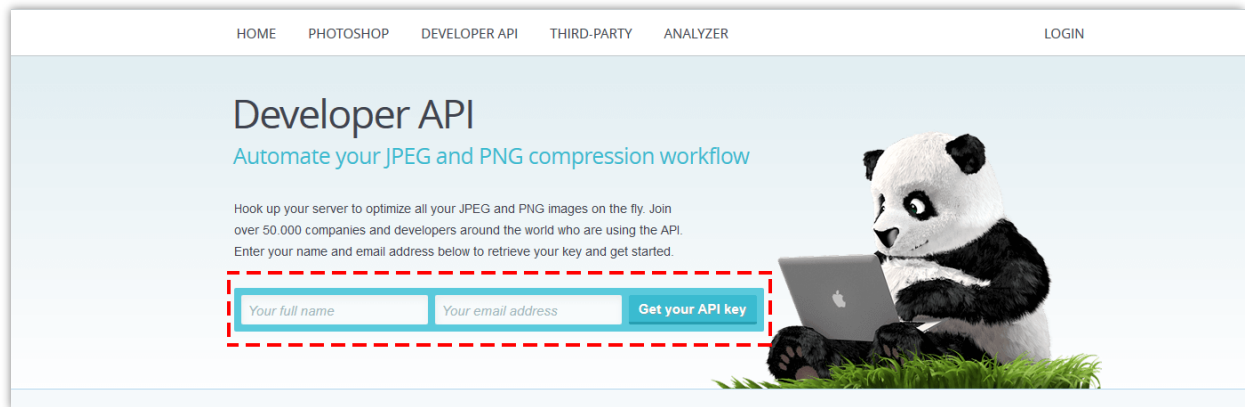 HOME PHOTOSHOP DEVELOPER API THIRD-PARTY ANALYZER LOGIN
Developer API
Automate your JPEG and PNG compression workflow
Hook up your server to optimize all your JPEG and PNG images on the fly. Join
over 50.000 companies and developers around the world who are using the API.
Enter your name and email address below to retrieve your key and get started.
Your full name Your email address Get your API key